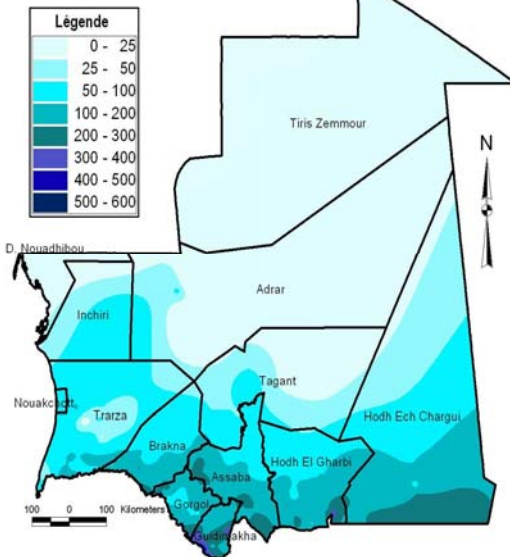 Légende
0 - 25
25 - 50
50 - 100
100 - 200
200 - 300
300 - 400
400 - 500
500 - 600
Tiris Zemmour
N
D. Nouadhibou
Adrar
Inchiri
Tagant
Nouakchott
Trarza
Hodh Ech Chargui
Brakna
Hodh El Gharbi
Assaba
Gorgol
Guidimakha
100 0 100 Kilometers